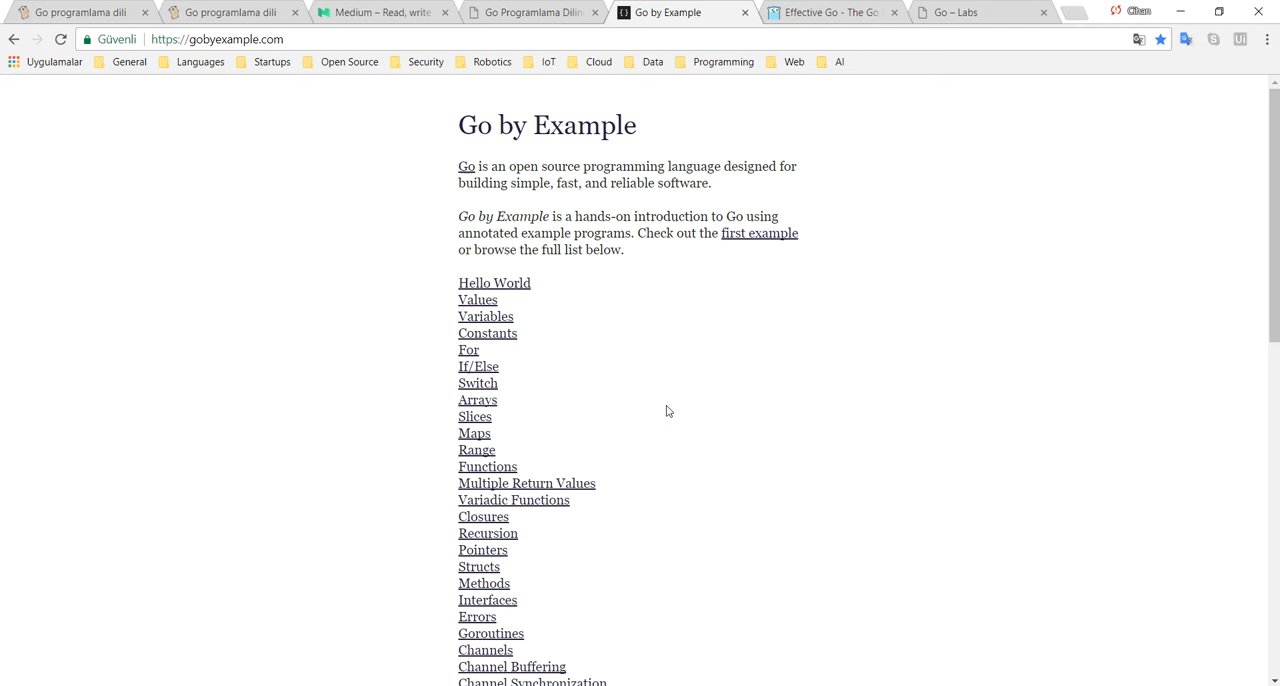 Go programlama dili
Go programlama dili
Medium – Read, write
Go Programlama Dilin
Go by Example
Effective Go - The Go
Go – Labs
Cihan
Güvenli
https://gobyexample.com
Uygulamalar
General
Languages
Startups
Open Source
Security
Robotics
IoT
Cloud
Data
Programming
Web
AI
Go by Example
Go is an open source programming language designed for
building simple, fast, and reliable software.
Go by Example is a hands-on introduction to Go using
annotated example programs. Check out the first example
or browse the full list below.
Hello World
Values
Variables
Constants
For
If/Else
Switch
Arrays
Slices
Maps
Range
Functions
Multiple Return Values
Variadic Functions
Closures
Recursion
Pointers
Structs
Methods
Interfaces
Errors
Goroutines
Channels
Channel Buffering
Channel Synchronization